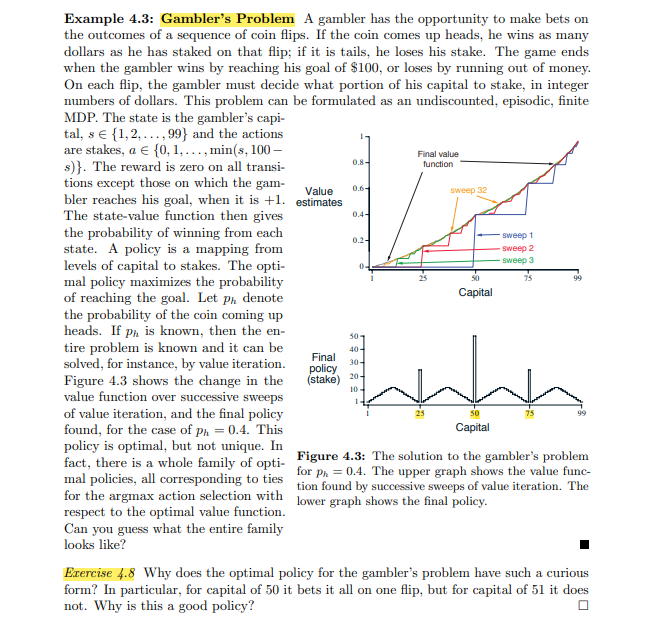 Example 4.3: Gambler's Problem A gambler has the opportunity to make bets on
the outcomes of a sequence of coin flips. If the coin comes up heads, he wins as many
dollars as he has staked on that flip; if it is tails, he loses his stake. The game ends
when the gambler wins by reaching his goal of $100, or loses by running out of money.
On each flip, the gambler must decide what portion of his capital to stake, in integer
numbers of dollars. This problem can be formulated as an undiscounted, episodic, finite
MDP. The state is the gambler's capi-
tal, s ∈ {1, 2, . . . , 99} and the actions
are stakes, a ∈ {0, 1, . . . , min(s, 100 −
s)}. The reward is zero on all transi-
tions except those on which the gam-
bler reaches his goal, when it is +1.
The state-value function then gives
the probability of winning from each
state. A policy is a mapping from
levels of capital to stakes. The opti-
mal policy maximizes the probability
of reaching the goal. Let pₕ denote
the probability of the coin coming up
heads. If pₕ is known, then the en-
tire problem is known and it can be
solved, for instance, by value iteration.
Figure 4.3 shows the change in the
value function over successive sweeps
of value iteration, and the final policy
found, for the case of pₕ = 0.4. This
policy is optimal, but not unique. In
fact, there is a whole family of opti-
mal policies, all corresponding to ties
for the argmax action selection with
respect to the optimal value function.
Can you guess what the entire family
looks like?
1
0.8
0.6
0.4
0.2
0
Value
estimates
Final value
function
sweep 32
sweep 1
sweep 2
sweep 3
1 25 50 75 99
Capital
50
40
30
20
10
1
Final
policy
(stake)
1 25 50 75 99
Capital
Figure 4.3: The solution to the gambler's problem
for pₕ = 0.4. The upper graph shows the value func-
tion found by successive sweeps of value iteration. The
lower graph shows the final policy.
Exercise 4.8 Why does the optimal policy for the gambler's problem have such a curious
form? In particular, for capital of 50 it bets it all on one flip, but for capital of 51 it does
not. Why is this a good policy?